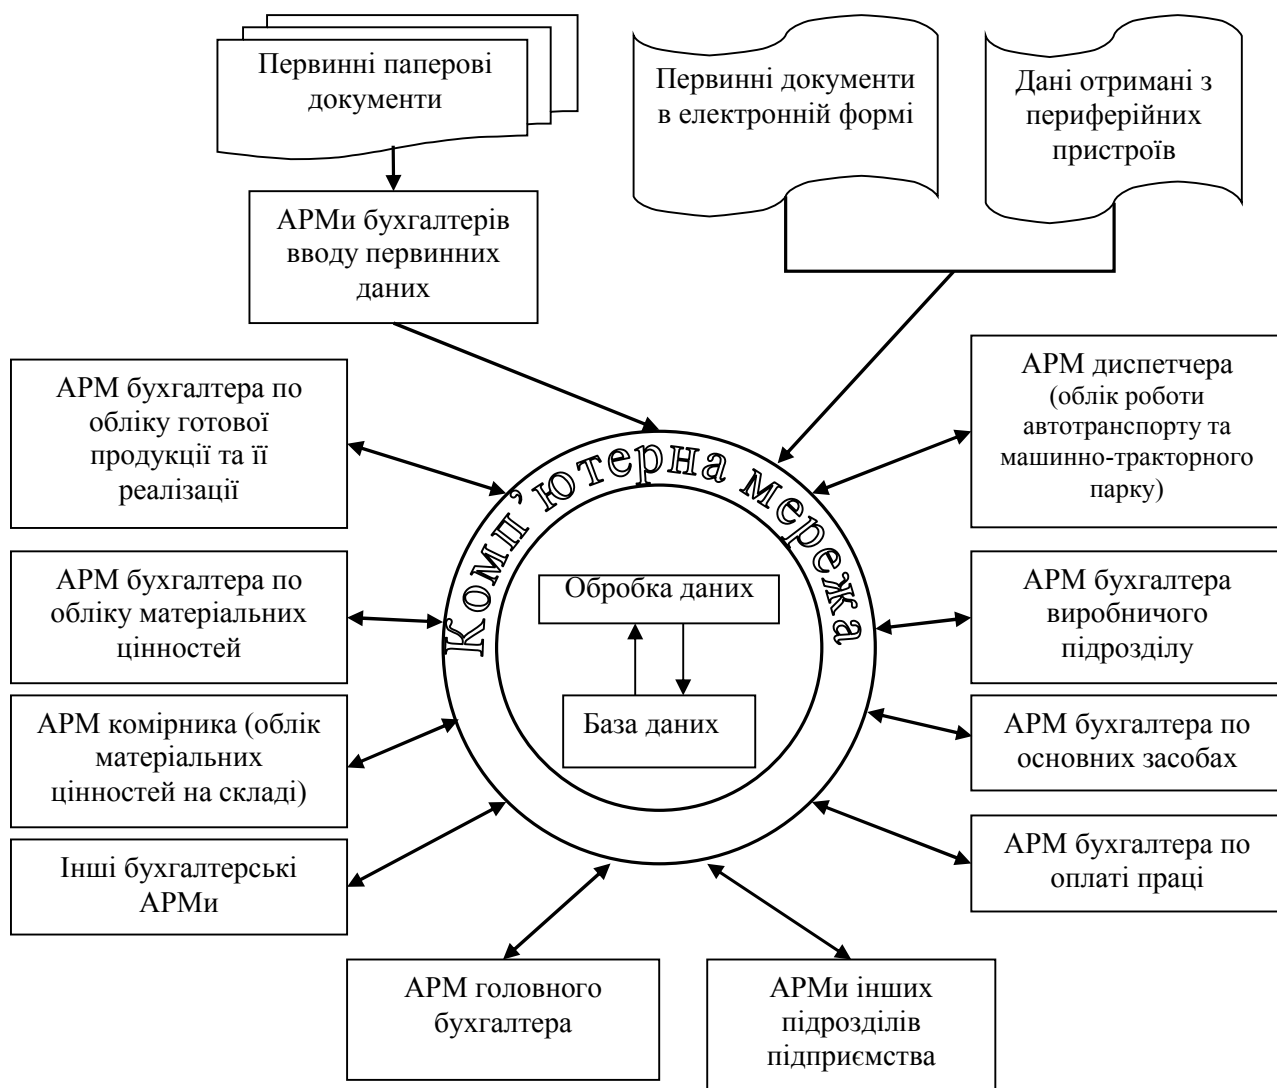 Первинні паперові
документи
Первинні документи
в електронній формі
Дані отримані з
периферійних
пристроїв
АРМи бухгалтерів
вводу первинних
даних
АРМ бухгалтера по
обліку готової
продукції та її
реалізації
АРМ диспетчера
(облік роботи
автотранспорту та
машинно-тракторного
парку)
Комп’ютерна мережа
Обробка даних
База даних
АРМ бухгалтера по
обліку матеріальних
цінностей
АРМ бухгалтера
виробничого
підрозділу
АРМ комірника (облік
матеріальних
цінностей на складі)
АРМ бухгалтера по
основних засобах
Інші бухгалтерські
АРМи
АРМ бухгалтера по
оплаті праці
АРМ головного
бухгалтера
АРМи інших
підрозділів
підприємства